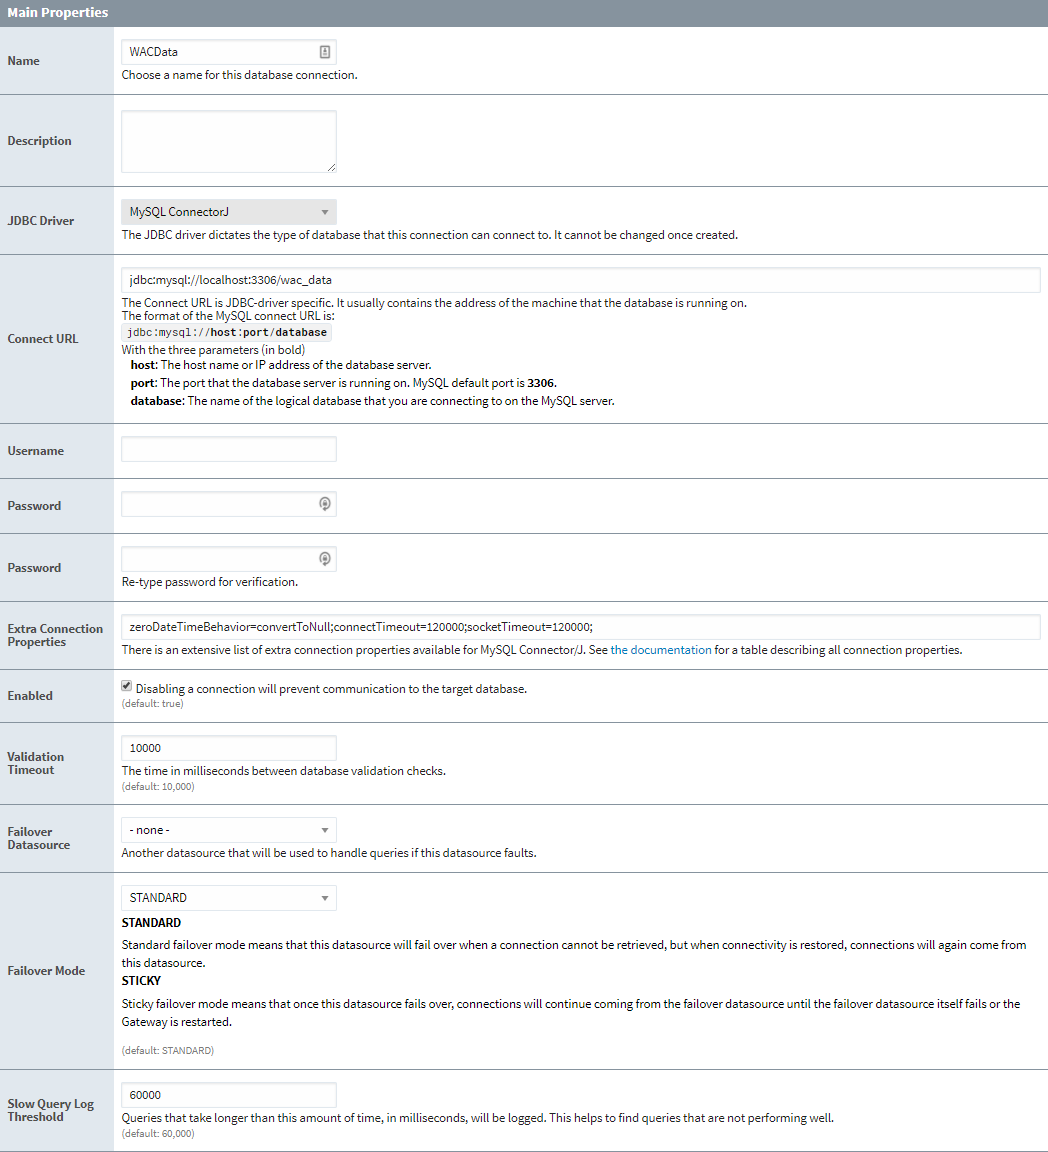 Main Properties
Name
WACData
Choose a name for this database connection.
Description
JDBC Driver
MySQL ConnectorJ
The JDBC driver dictates the type of database that this connection can connect to. It cannot be changed once created.
Connect URL
jdbc:mysql://localhost:3306/wac_data
The Connect URL is JDBC-driver specific. It usually contains the address of the machine that the database is running on.
The format of the MySQL connect URL is:
jdbc:mysql://host:port/database
With the three parameters (in bold)
host: The host name or IP address of the database server.
port: The port that the database server is running on. MySQL default port is 3306.
database: The name of the logical database that you are connecting to on the MySQL server.
Username
Password
Password
Re-type password for verification.
Extra Connection
Properties
zeroDateTimeBehavior=convertToNull;connectTimeout=120000;socketTimeout=120000;
There is an extensive list of extra connection properties available for MySQL Connector/J. See the documentation for a table describing all connection properties.
Enabled
Disabling a connection will prevent communication to the target database.
(default: true)
Validation
Timeout
10000
The time in milliseconds between database validation checks.
(default: 10,000)
Failover
Datasource
- none -
Another datasource that will be used to handle queries if this datasource faults.
Failover Mode
STANDARD
STANDARD
Standard failover mode means that this datasource will fail over when a connection cannot be retrieved, but when connectivity is restored, connections will again come from
this datasource.
STICKY
Sticky failover mode means that once this datasource fails over, connections will continue coming from the failover datasource until the failover datasource itself fails or the
Gateway is restarted.
(default: STANDARD)
Slow Query Log
Threshold
60000
Queries that take longer than this amount of time, in milliseconds, will be logged. This helps to find queries that are not performing well.
(default: 60,000)